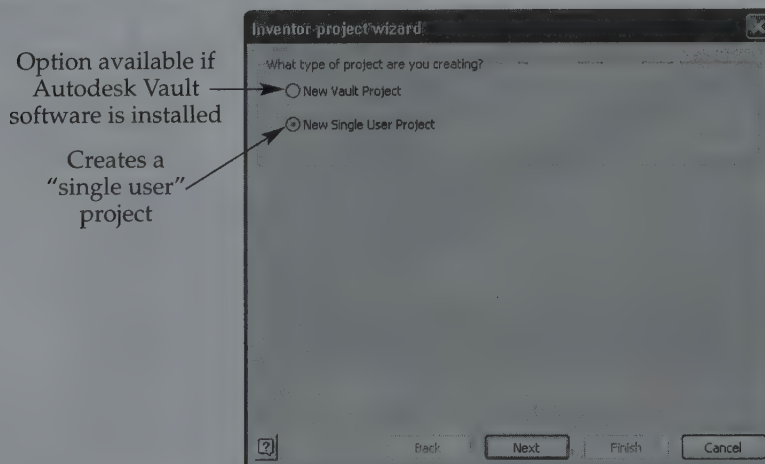 Inventor project wizard
Option available if
Autodesk Vault
software is installed
What type of project are you creating?
New Vault Project
New Single User Project
Creates a
"single user"
project
?
Back
Next
Finish
Cancel